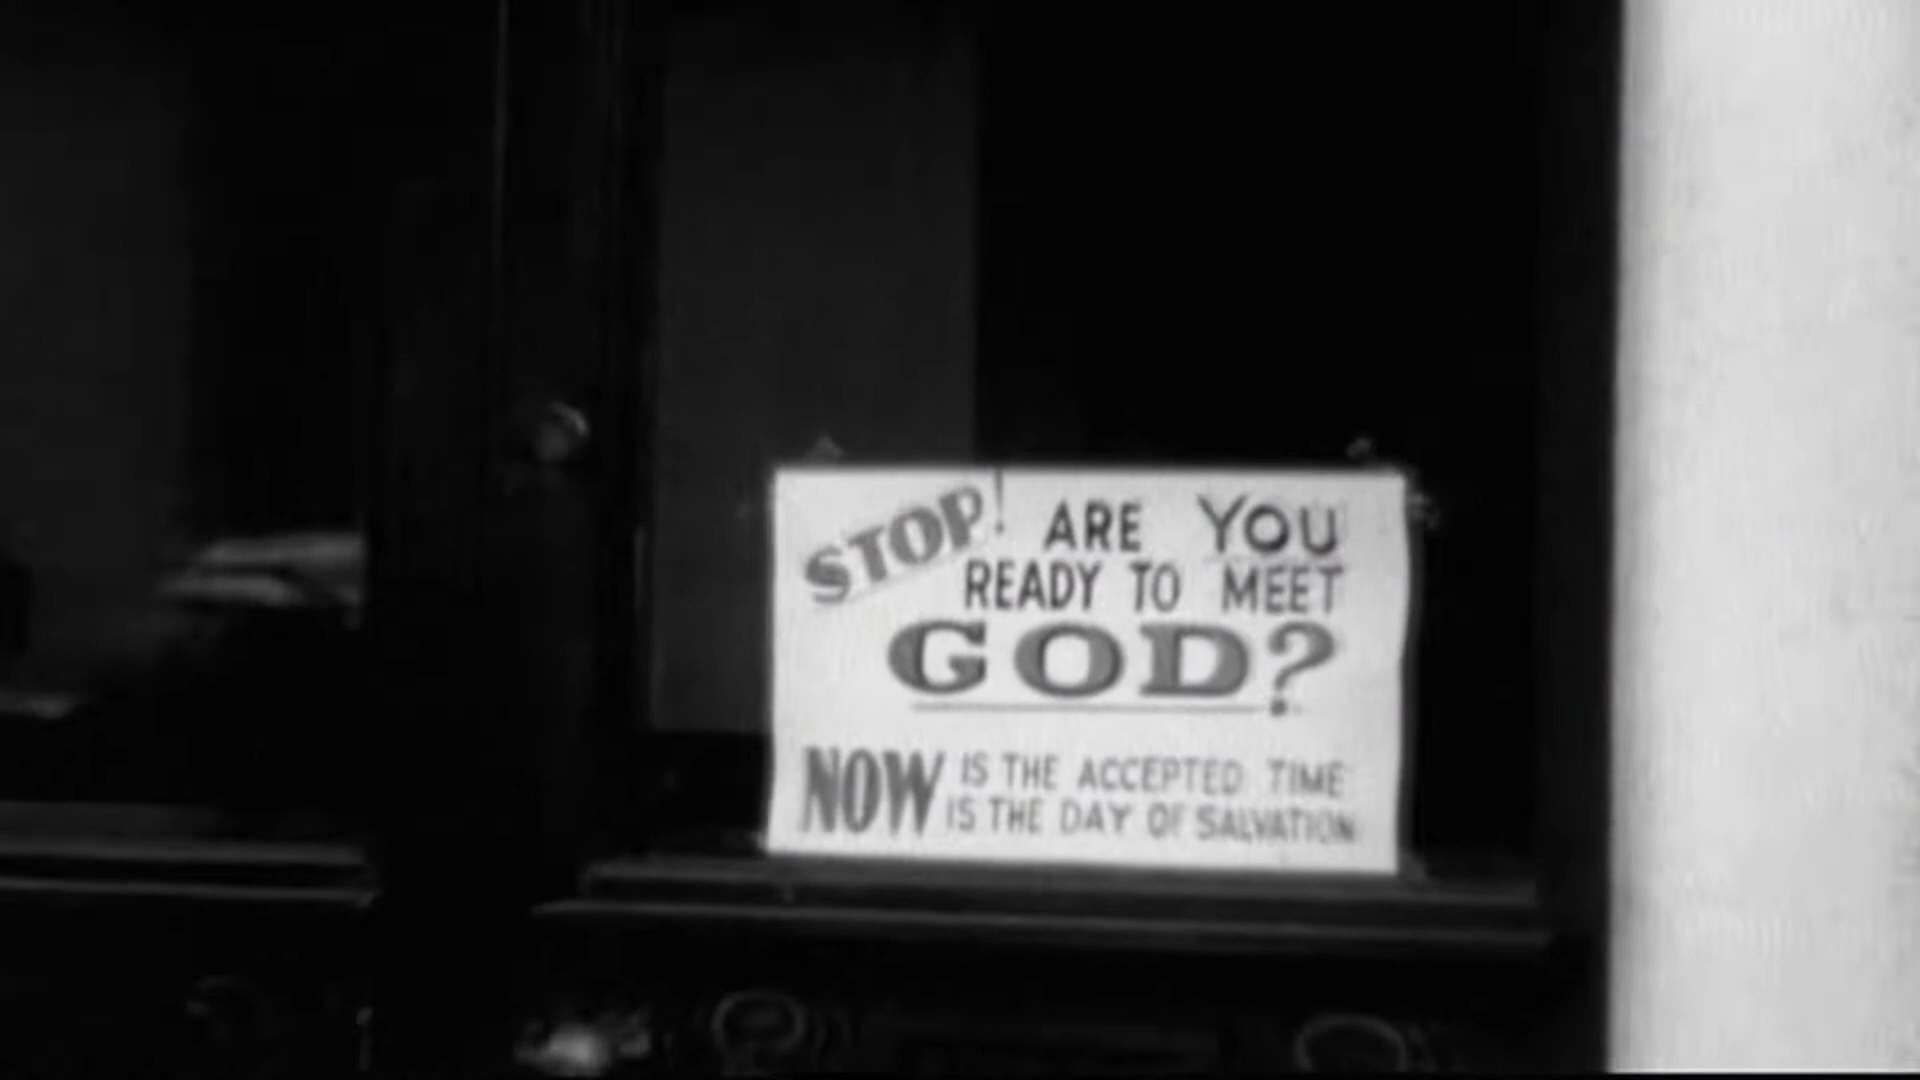 STOP! ARE YOU
READY TO MEET
GOD?
NOW IS THE ACCEPTED TIME
IS THE DAY OF SALVATION